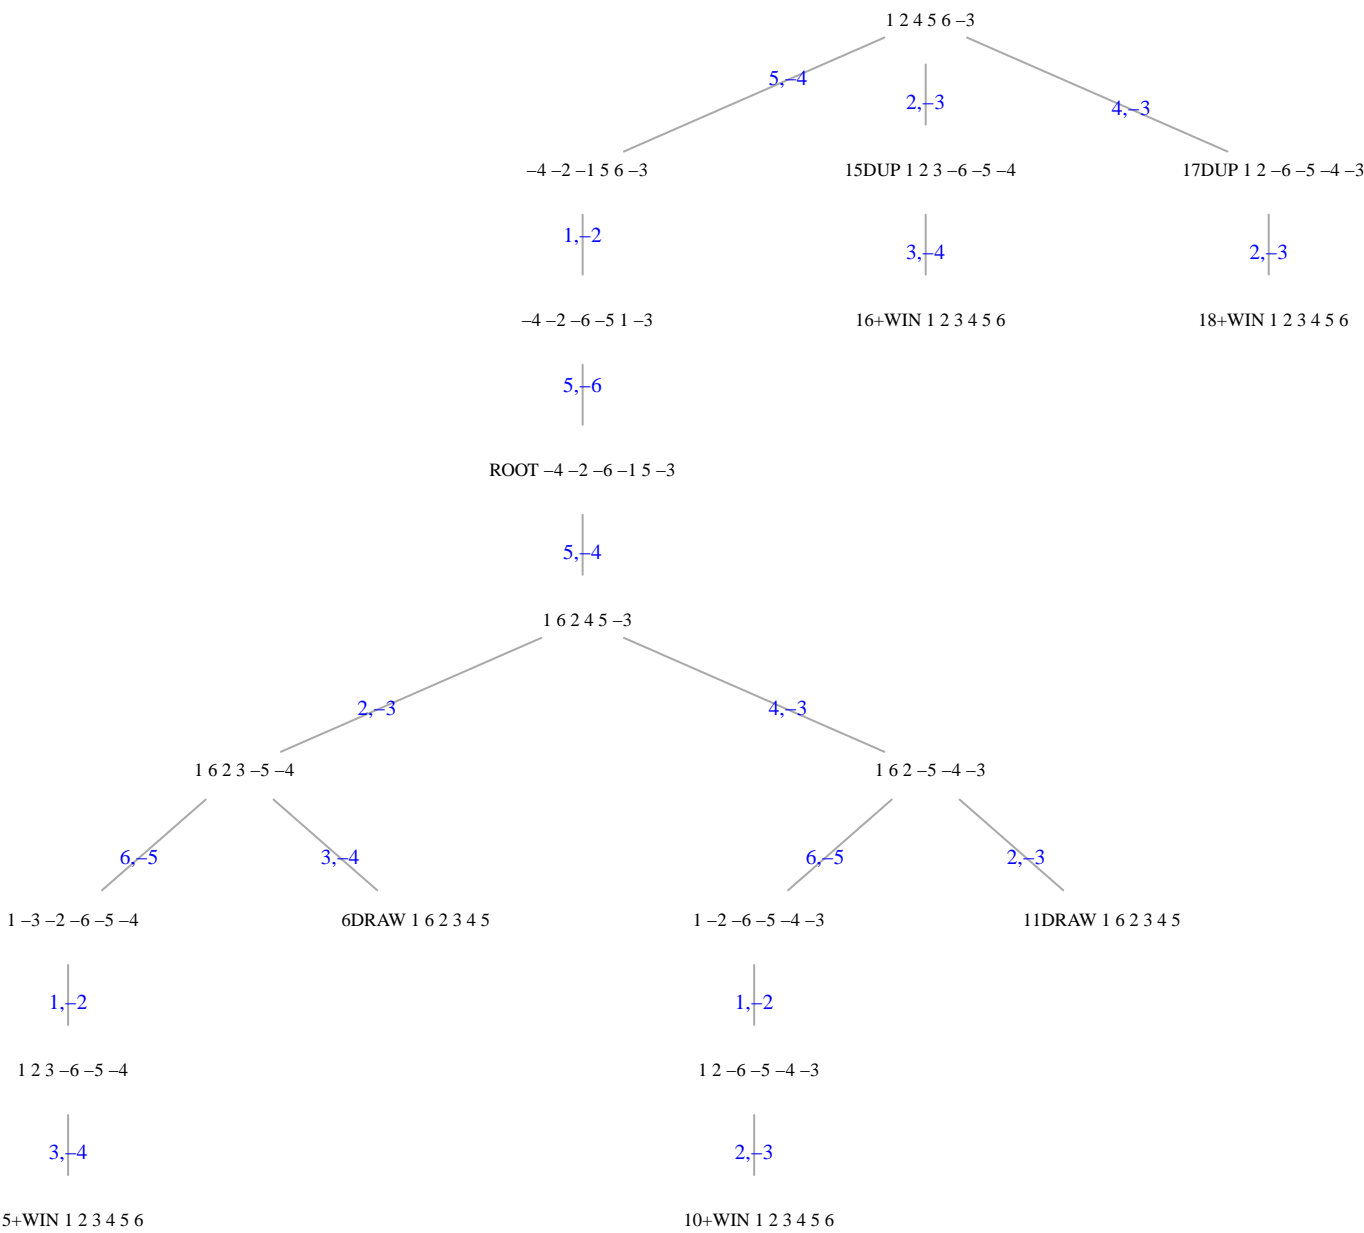 1 2 4 5 6 –3
5,–4
2,–3
4,–3
–4 –2 –1 5 6 –3
15DUP 1 2 3 –6 –5 –4
17DUP 1 2 –6 –5 –4 –3
1,–2
3,–4
2,–3
–4 –2 –6 –5 1 –3
16+WIN 1 2 3 4 5 6
18+WIN 1 2 3 4 5 6
5,–6
ROOT –4 –2 –6 –1 5 –3
5,–4
1 6 2 4 5 –3
2,–3
4,–3
1 6 2 3 –5 –4
1 6 2 –5 –4 –3
6,–5
3,–4
6,–5
2,–3
1 –3 –2 –6 –5 –4
6DRAW 1 6 2 3 4 5
1 –2 –6 –5 –4 –3
11DRAW 1 6 2 3 4 5
1,–2
1,–2
1 2 3 –6 –5 –4
1 2 –6 –5 –4 –3
3,–4
2,–3
5+WIN 1 2 3 4 5 6
10+WIN 1 2 3 4 5 6